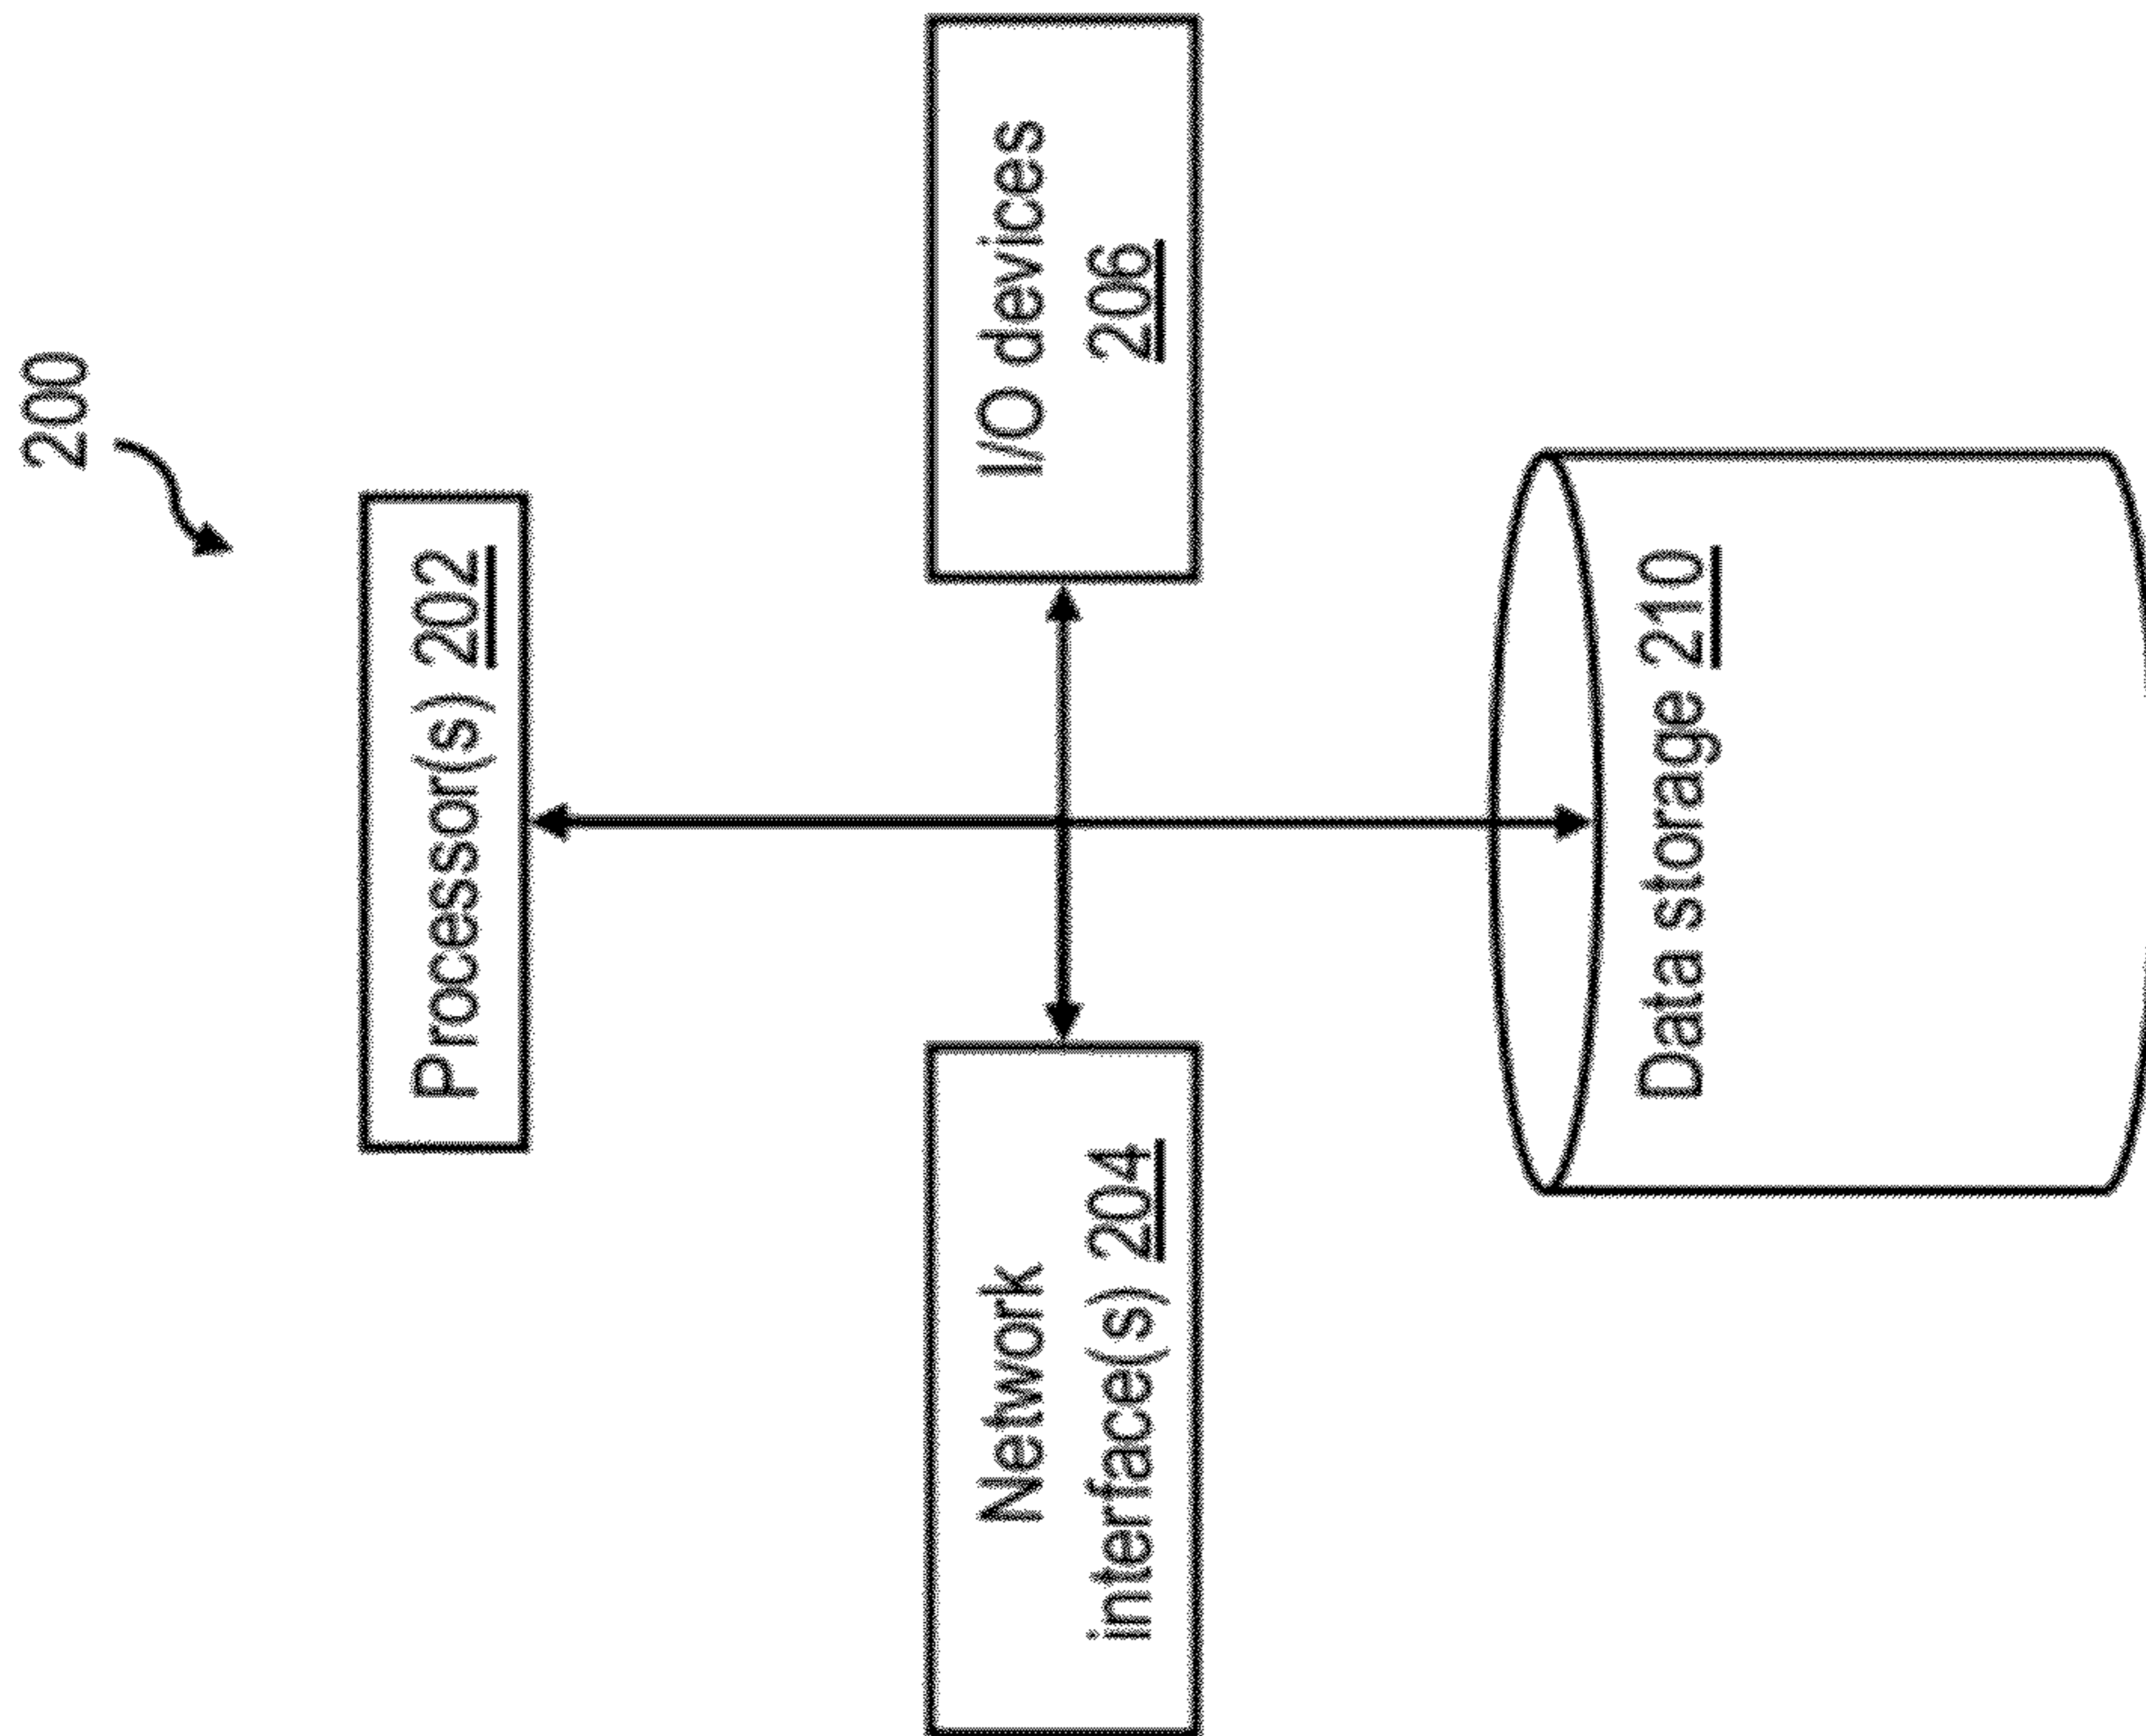 200
Processor(s) 202
Network
interface(s) 204
I/O devices
206
Data storage 210